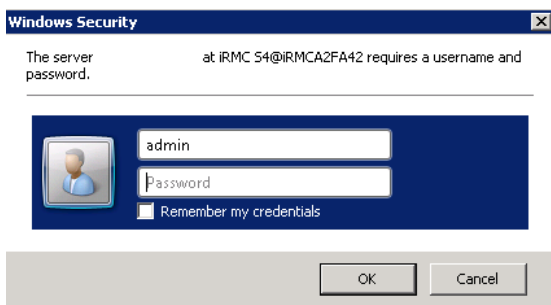 Windows Security
The server at iRMC S4@iRMCA2FA42 requires a username and
password.
admin
Password
Remember my credentials
OK
Cancel